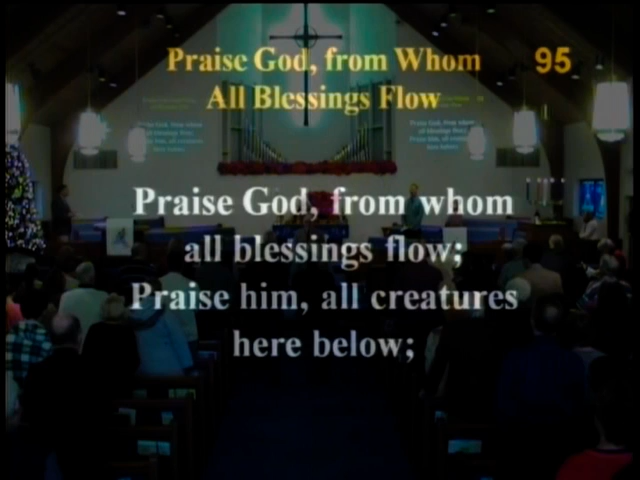 Praise God, from Whom 95
All Blessings Flow
Praise God, from whom
all blessings flow;
Praise him, all creatures
here below;